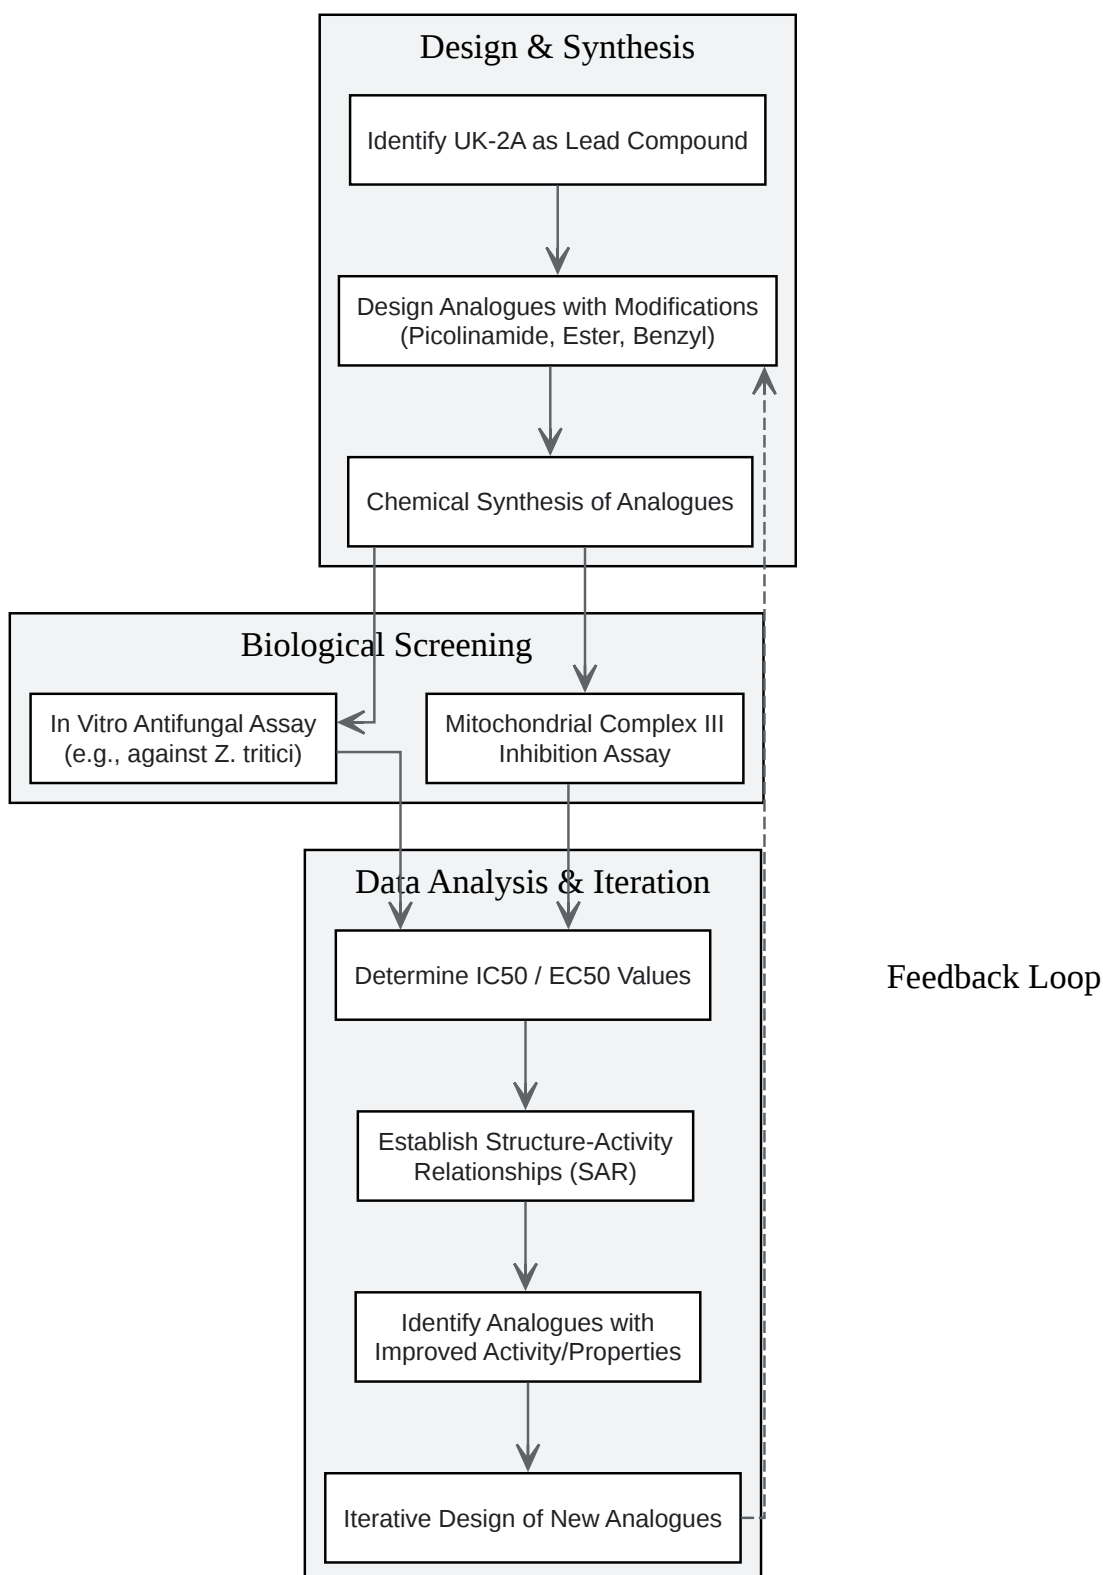 Design & Synthesis
Identify UK-2A as Lead Compound
Design Analogues with Modifications
(Picolinamide, Ester, Benzyl)
Chemical Synthesis of Analogues
Biological Screening
In Vitro Antifungal Assay
(e.g., against Z. tritici)
Mitochondrial Complex III
Inhibition Assay
Data Analysis & Iteration
Determine IC50 / EC50 Values
Feedback Loop
Establish Structure-Activity
Relationships (SAR)
Identify Analogues with
Improved Activity/Properties
Iterative Design of New Analogues